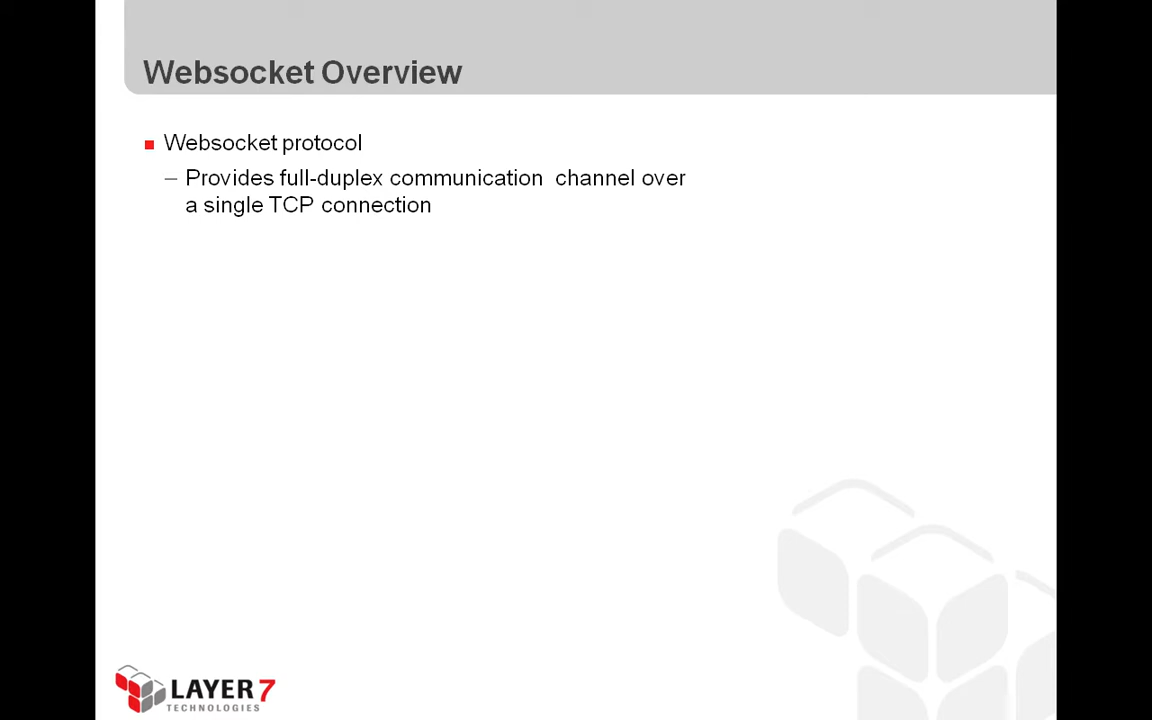 Websocket Overview
Websocket protocol
– Provides full-duplex communication channel over
a single TCP connection
LAYER 7
TECHNOLOGIES